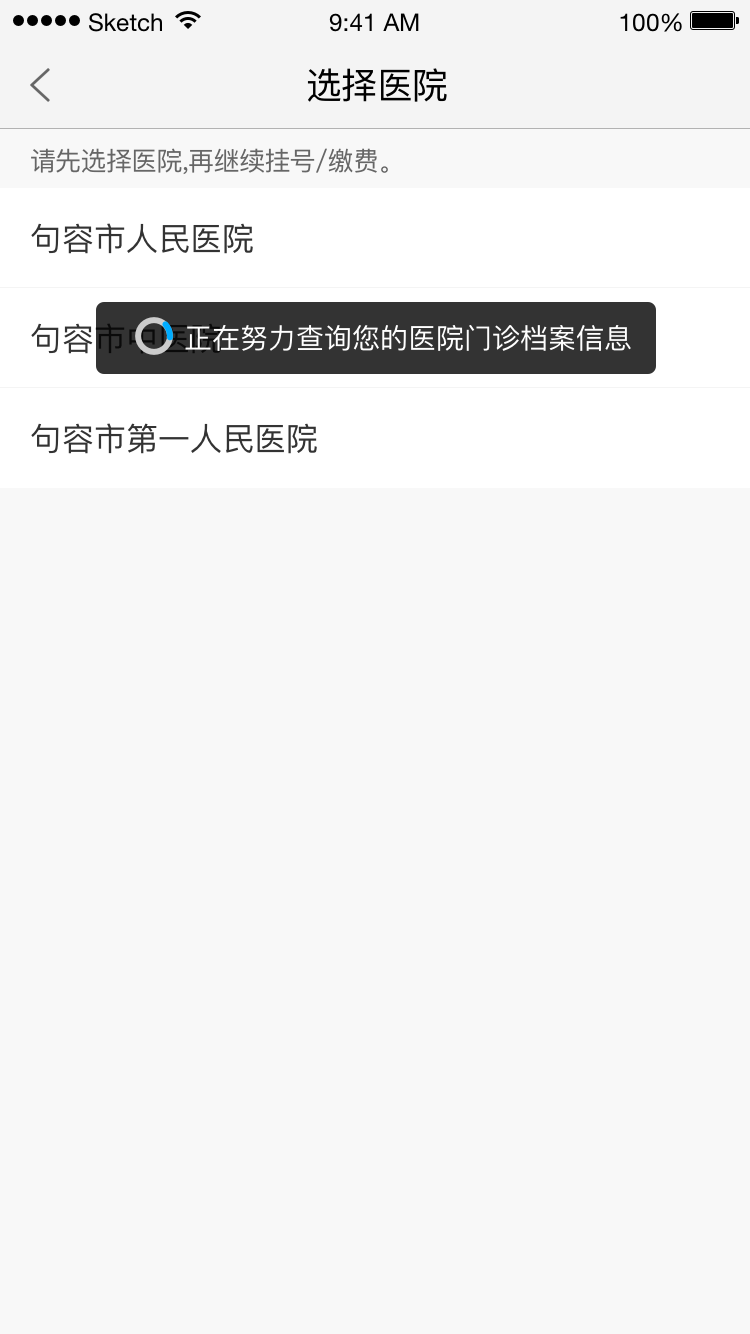 Sketch 9:41 AM 100%
选择医院
请先选择医院,再继续挂号/缴费。
句容市人民医院
句容市中医院
正在努力查询您的医院门诊档案信息
句容市第一人民医院